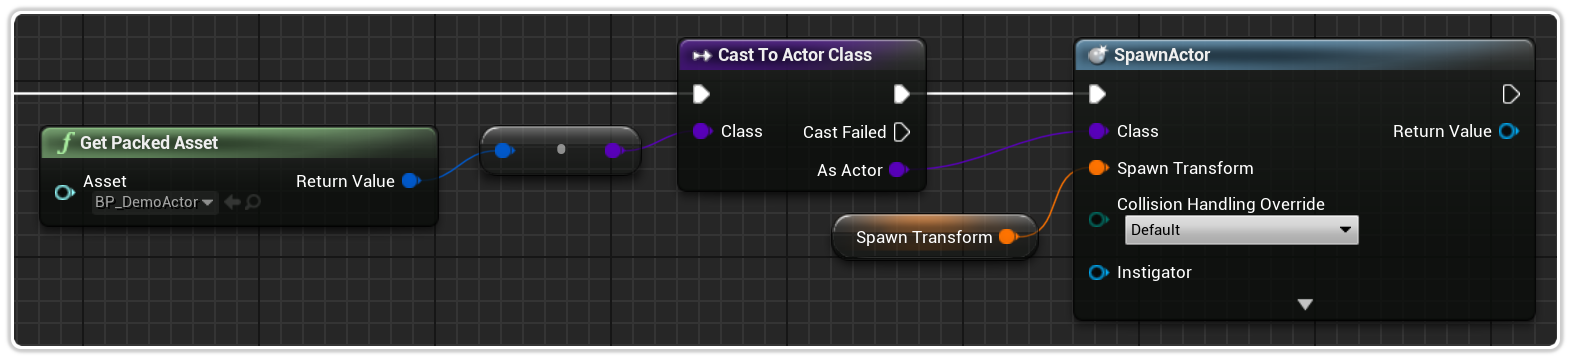 Get Packed Asset
Asset
Return Value
BP_DemoActor
Cast To Actor Class
Class
Cast Failed
As Actor
Spawn Transform
SpawnActor
Class
Return Value
Spawn Transform
Collision Handling Override
Default
Instigator